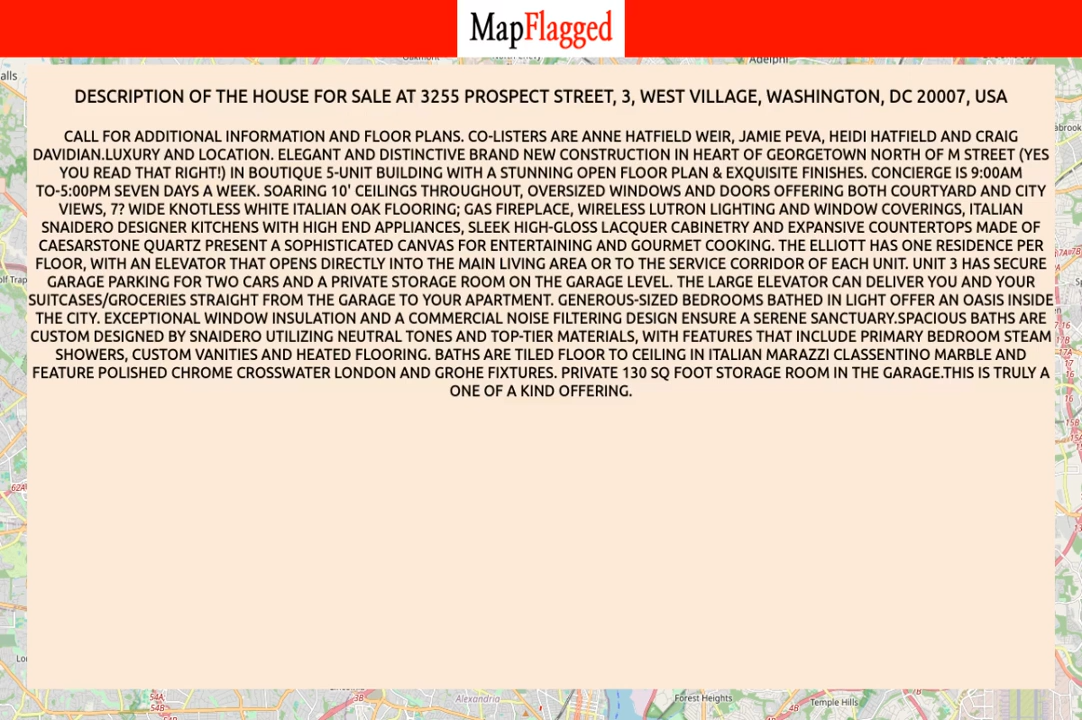 MapFlagged
Adelphi
alls
DESCRIPTION OF THE HOUSE FOR SALE AT 3255 PROSPECT STREET, 3, WEST VILLAGE, WASHINGTON, DC 20007, USA
CALL FOR ADDITIONAL INFORMATION AND FLOOR PLANS. CO-LISTERS ARE ANNE HATFIELD WEIR, JAMIE PEVA, HEIDI HATFIELD AND CRAIG
DAVIDIAN.LUXURY AND LOCATION. ELEGANT AND DISTINCTIVE BRAND NEW CONSTRUCTION IN HEART OF GEORGETOWN NORTH OF M STREET (YES
YOU READ THAT RIGHT!) IN BOUTIQUE 5-UNIT BUILDING WITH A STUNNING OPEN FLOOR PLAN & EXQUISITE FINISHES. CONCIERGE IS 9:00AM
TO-5:00PM SEVEN DAYS A WEEK. SOARING 10' CEILINGS THROUGHOUT, OVERSIZED WINDOWS AND DOORS OFFERING BOTH COURTYARD AND CITY
VIEWS, 7? WIDE KNOTLESS WHITE ITALIAN OAK FLOORING; GAS FIREPLACE, WIRELESS LUTRON LIGHTING AND WINDOW COVERINGS, ITALIAN
SNAIDERO DESIGNER KITCHENS WITH HIGH END APPLIANCES, SLEEK HIGH-GLOSS LACQUER CABINETRY AND EXPANSIVE COUNTERTOPS MADE OF
CAESARSTONE QUARTZ PRESENT A SOPHISTICATED CANVAS FOR ENTERTAINING AND GOURMET COOKING. THE ELLIOTT HAS ONE RESIDENCE PER
FLOOR, WITH AN ELEVATOR THAT OPENS DIRECTLY INTO THE MAIN LIVING AREA OR TO THE SERVICE CORRIDOR OF EACH UNIT. UNIT 3 HAS SECURE
GARAGE PARKING FOR TWO CARS AND A PRIVATE STORAGE ROOM ON THE GARAGE LEVEL. THE LARGE ELEVATOR CAN DELIVER YOU AND YOUR
SUITCASES/GROCERIES STRAIGHT FROM THE GARAGE TO YOUR APARTMENT. GENEROUS-SIZED BEDROOMS BATHED IN LIGHT OFFER AN OASIS INSIDE
THE CITY. EXCEPTIONAL WINDOW INSULATION AND A COMMERCIAL NOISE FILTERING DESIGN ENSURE A SERENE SANCTUARY.SPACIOUS BATHS ARE
CUSTOM DESIGNED BY SNAIDERO UTILIZING NEUTRAL TONES AND TOP-TIER MATERIALS, WITH FEATURES THAT INCLUDE PRIMARY BEDROOM STEAM
SHOWERS, CUSTOM VANITIES AND HEATED FLOORING. BATHS ARE TILED FLOOR TO CEILING IN ITALIAN MARAZZI CLASSENTINO MARBLE AND
FEATURE POLISHED CHROME CROSSWATER LONDON AND GROHE FIXTURES. PRIVATE 130 SQ FOOT STORAGE ROOM IN THE GARAGE.THIS IS TRULY A
ONE OF A KIND OFFERING.
62A
54A
54B
Alexandria
Forest Heights
Temple Hills